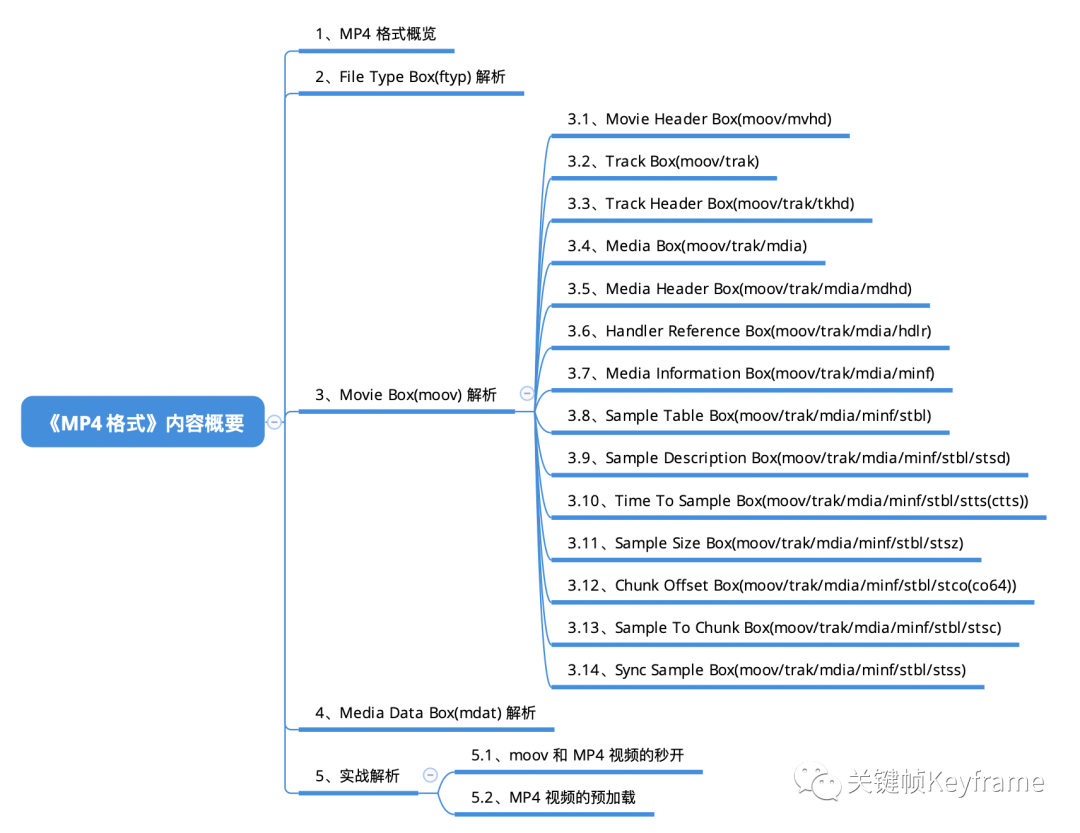 《MP4 格式》内容概要
1、MP4 格式概览
2、File Type Box(ftyp) 解析
3、Movie Box(moov) 解析
3.1、Movie Header Box(moov/mvhd)
3.2、Track Box(moov/trak)
3.3、Track Header Box(moov/trak/tkhd)
3.4、Media Box(moov/trak/mdia)
3.5、Media Header Box(moov/trak/mdia/mdhd)
3.6、Handler Reference Box(moov/trak/mdia/hdlr)
3.7、Media Information Box(moov/trak/mdia/minf)
3.8、Sample Table Box(moov/trak/mdia/minf/stbl)
3.9、Sample Description Box(moov/trak/mdia/minf/stbl/stsd)
3.10、Time To Sample Box(moov/trak/mdia/minf/stbl/stts(ctts))
3.11、Sample Size Box(moov/trak/mdia/minf/stbl/stsz)
3.12、Chunk Offset Box(moov/trak/mdia/minf/stbl/stco(co64))
3.13、Sample To Chunk Box(moov/trak/mdia/minf/stbl/stsc)
3.14、Sync Sample Box(moov/trak/mdia/minf/stbl/stss)
4、Media Data Box(mdat) 解析
5、实战解析
5.1、moov 和 MP4 视频的秒开
5.2、MP4 视频的预加载
关键帧Keyframe